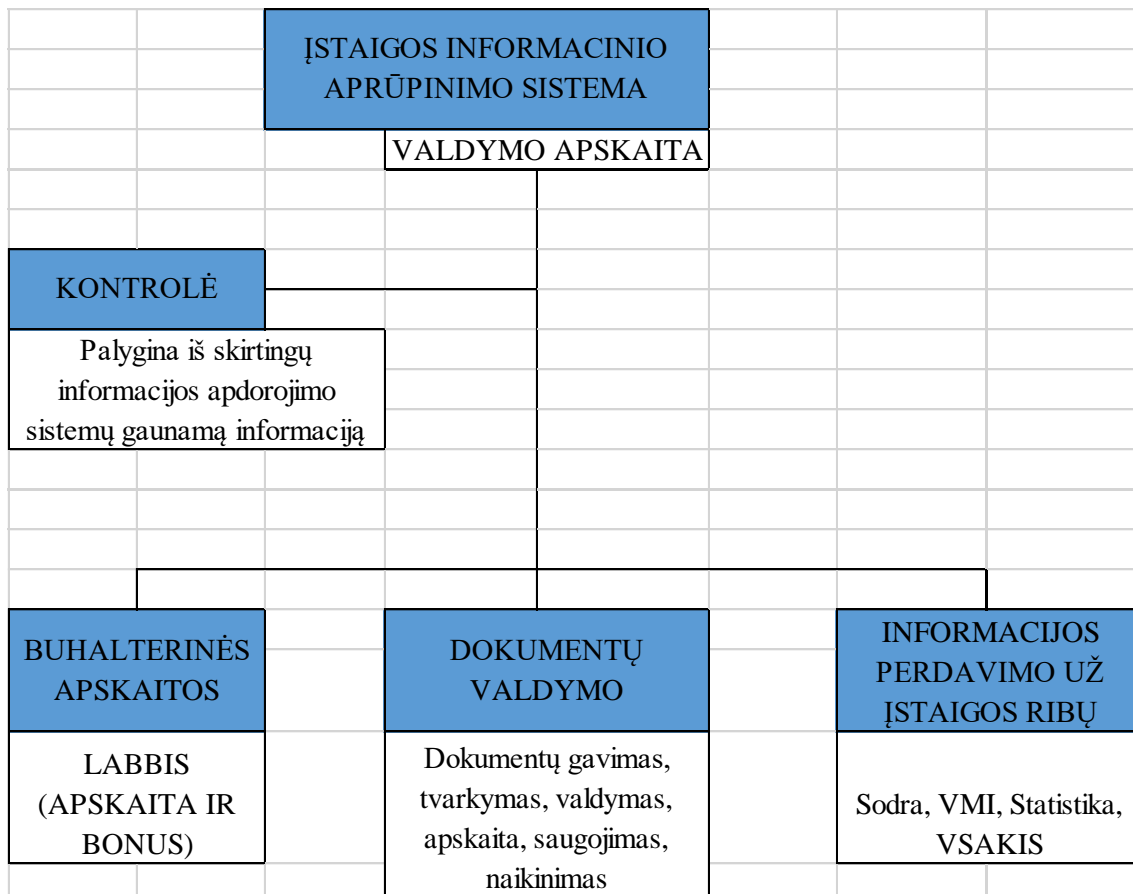 ĮSTAIGOS INFORMACINIO
APRŪPINIMO SISTEMA
VALDYMO APSKAITA
KONTROLĖ
Palygina iš skirtingų
informacijos apdorojimo
sistemų gaunamą informaciją
BUHALTERINĖS
APSKAITOS
LABBIS
(APSKAITA IR
BONUS)
DOKUMENTŲ
VALDYMO
Dokumentų gavimas,
tvarkymas, valdymas,
apskaita, saugojimas,
naikinimas
INFORMACIJOS
PERDAVIMO UŽ
ĮSTAIGOS RIBŲ
Sodra, VMI, Statistika,
VSAKIS